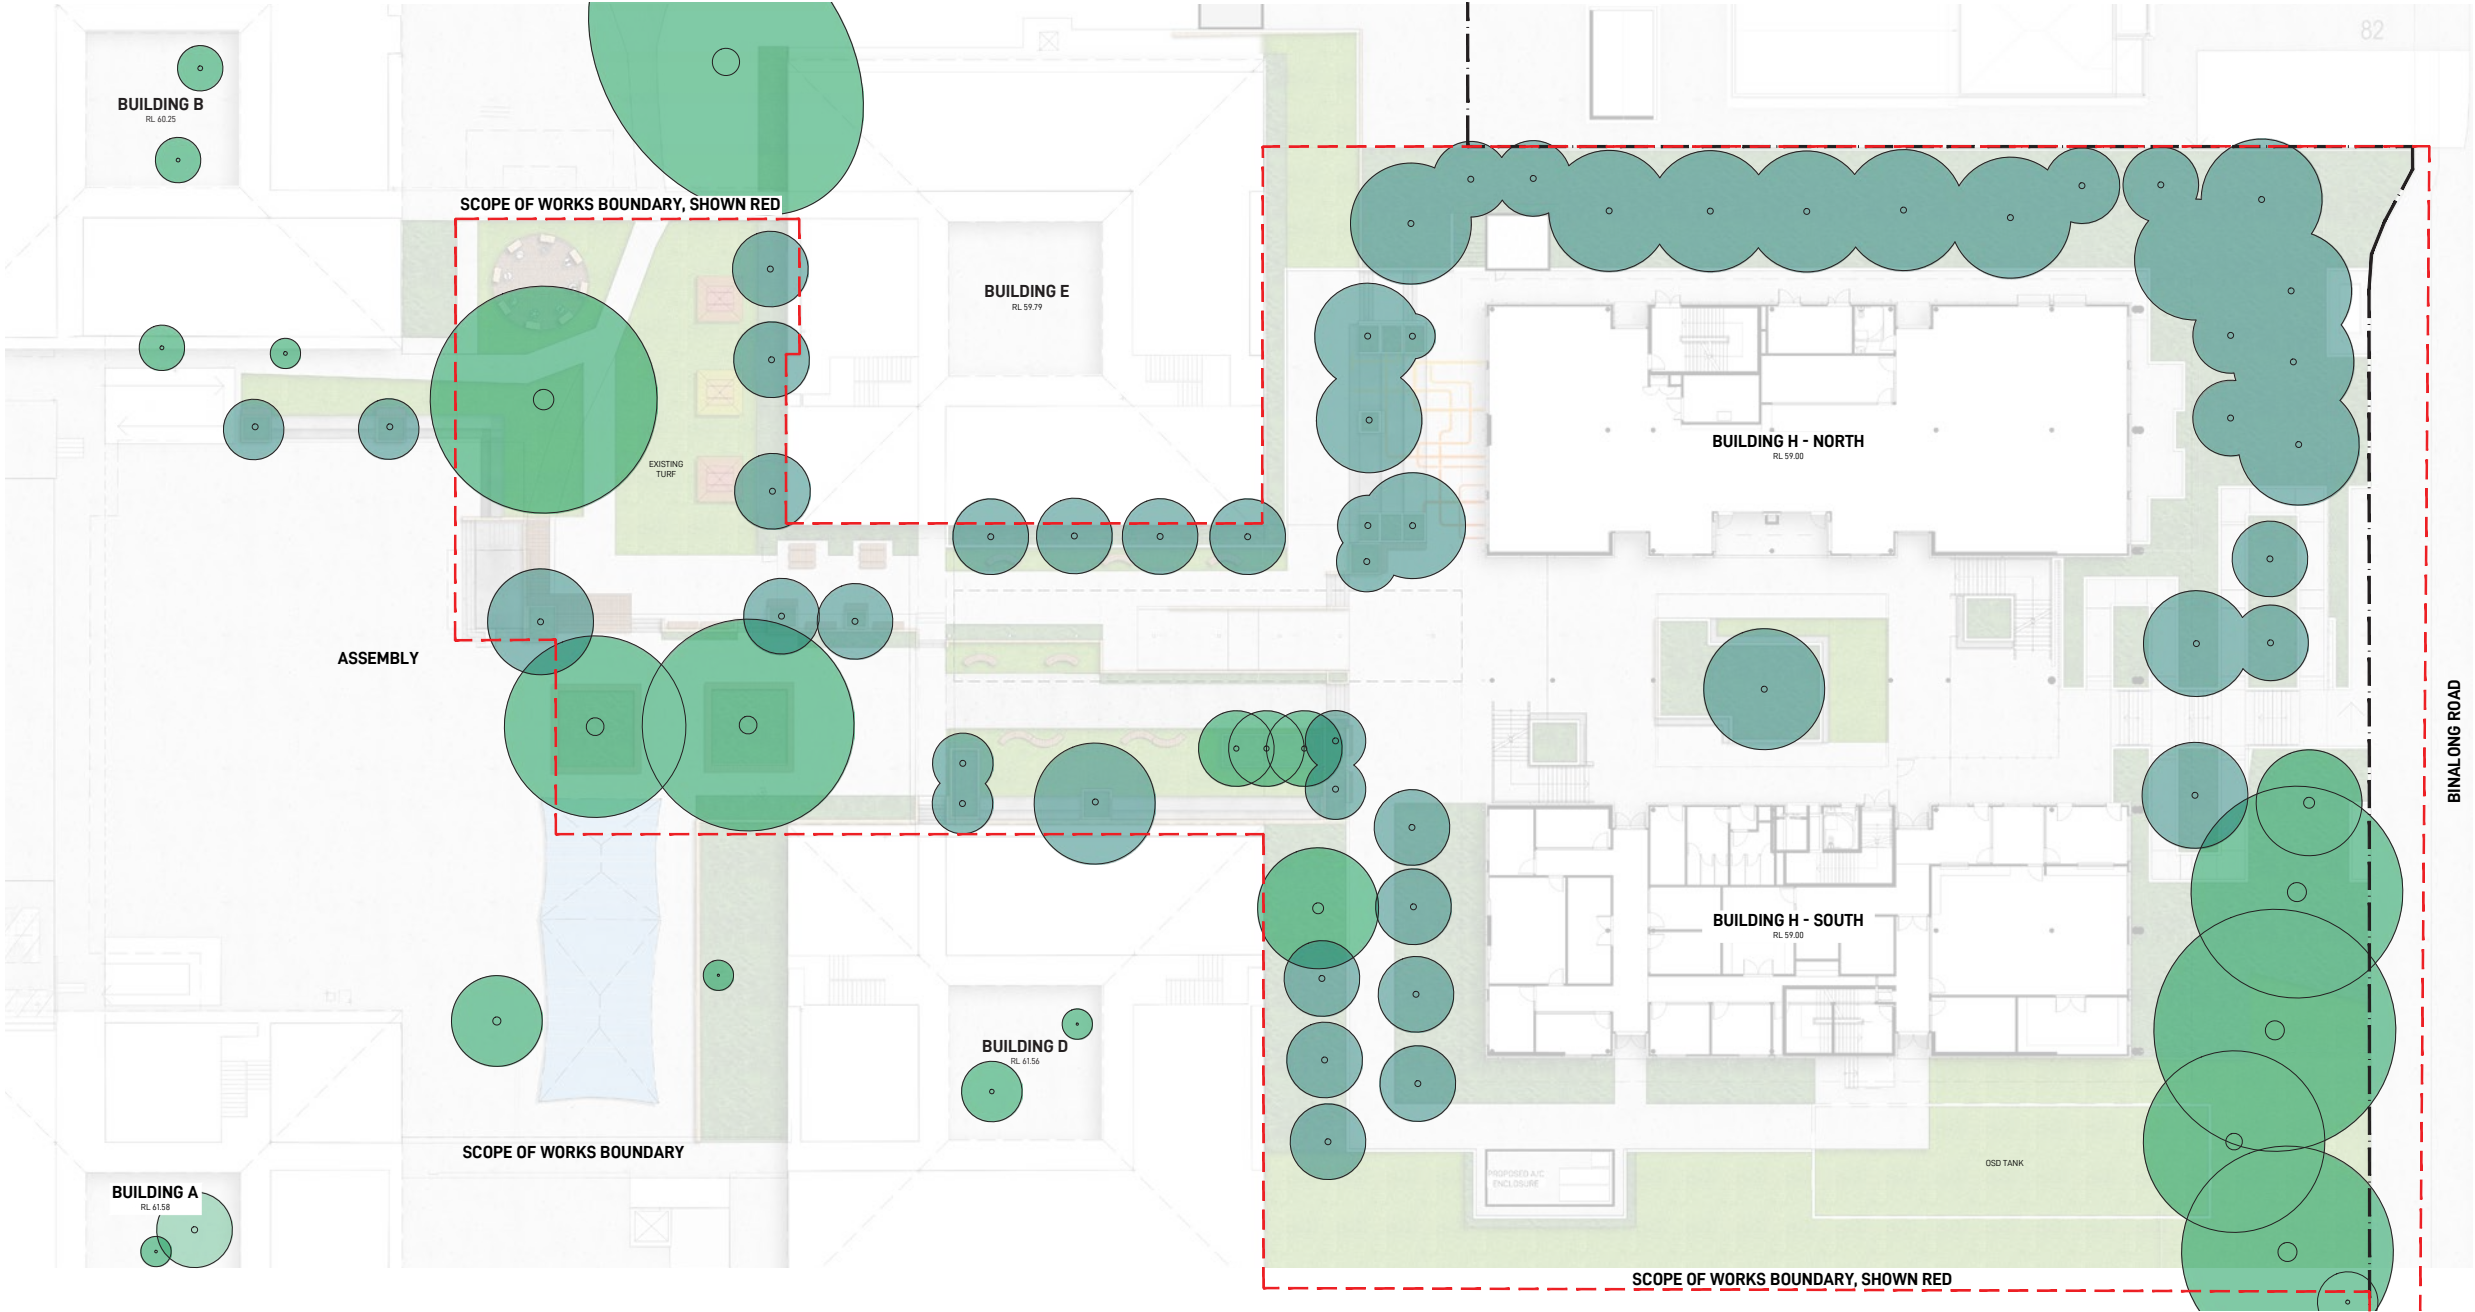 82
BUILDING B
RL 60.25
SCOPE OF WORKS BOUNDARY, SHOWN RED
BUILDING E
RL 59.79
EXISTING
TURF
BUILDING H - NORTH
RL 59.00
ASSEMBLY
BINALONG ROAD
BUILDING H - SOUTH
RL 59.00
BUILDING D
RL 61.56
SCOPE OF WORKS BOUNDARY
OSD TANK
PROPOSED A/C
ENCLOSURE
BUILDING A
RL 61.58
SCOPE OF WORKS BOUNDARY, SHOWN RED